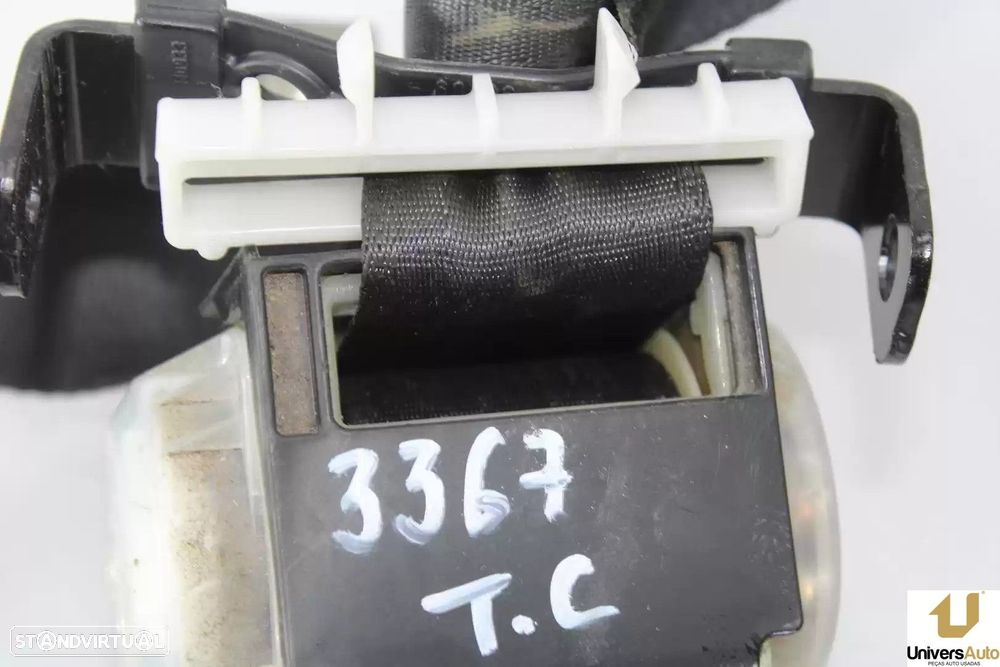 3367
T.C
STANDVIRTUAL
UNIVERSAUTO
PEÇAS AUTO USADAS